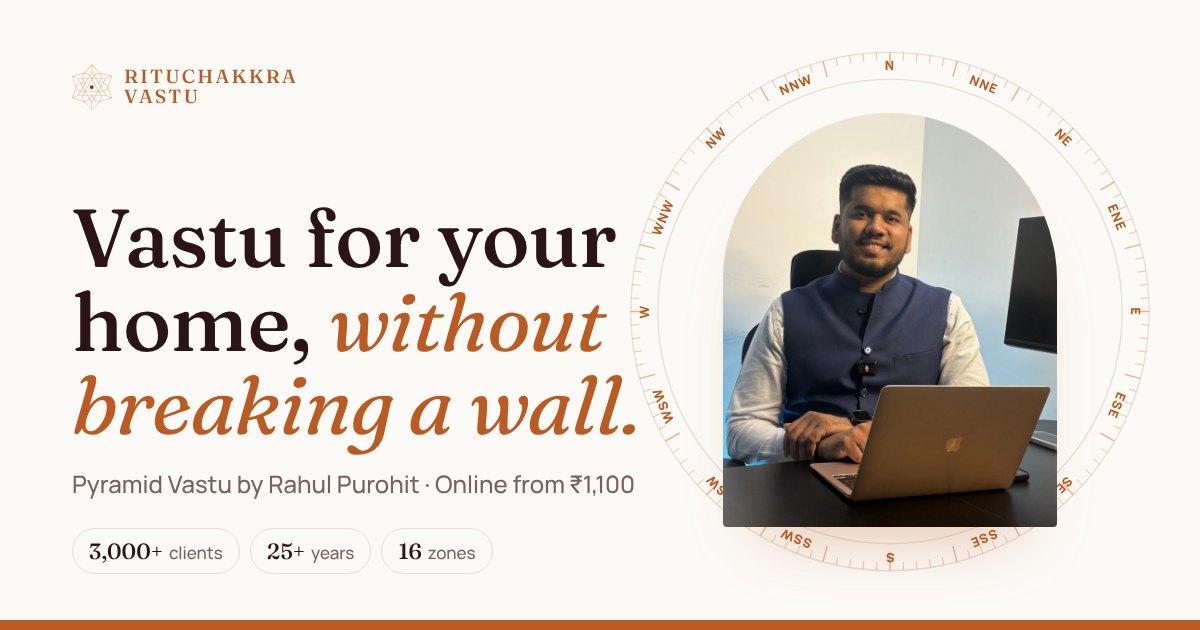 RITUCHAKKRA
VASTU
Vastu for your
home, without
breaking a wall.
Pyramid Vastu by Rahul Purohit · Online from ₹1,100
3,000+ clients
25+ years
16 zones
N
NNE
NE
ENE
E
ESE
SE
SSE
S
SSW
SW
WSW
W
WNW
NW
NNW